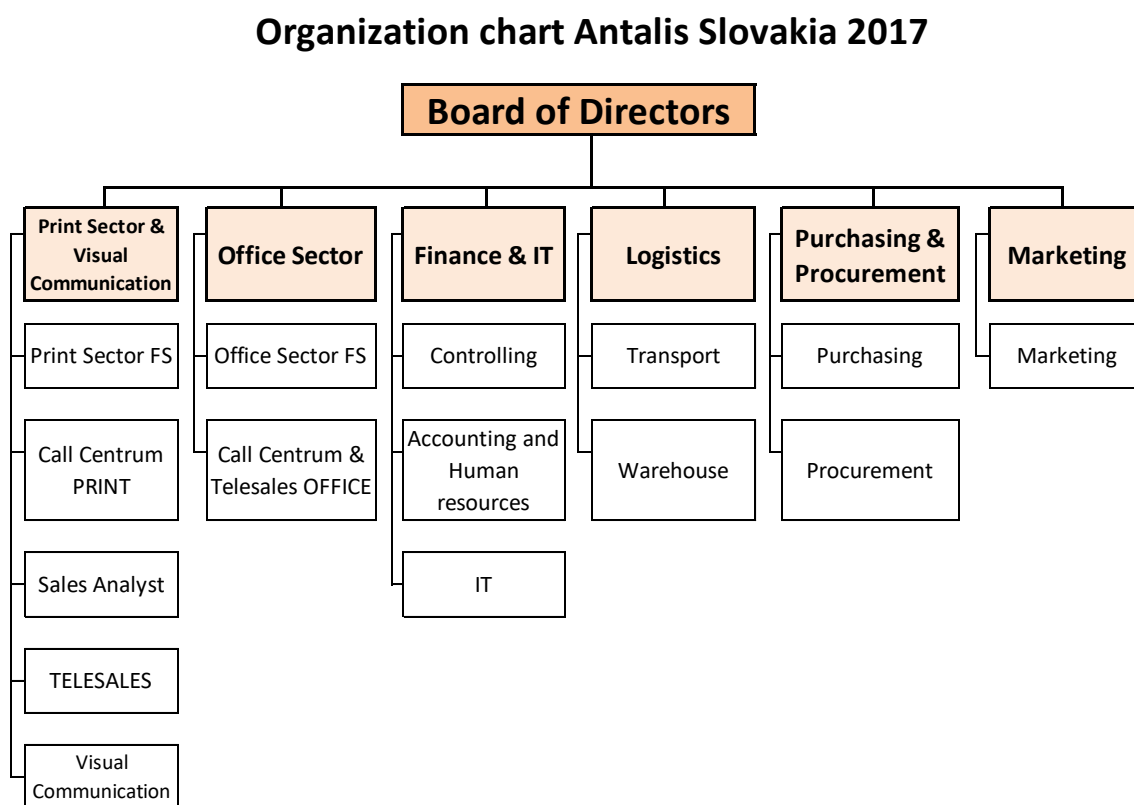 Organization chart Antalis Slovakia 2017
Board of Directors
Print Sector &
Visual
Communication
Office Sector
Finance & IT
Logistics
Purchasing &
Procurement
Marketing
Print Sector FS
Office Sector FS
Controlling
Transport
Purchasing
Marketing
Call Centrum
PRINT
Call Centrum &
Telesales OFFICE
Accounting and
Human
resources
Warehouse
Procurement
Sales Analyst
IT
TELESALES
Visual
Communication